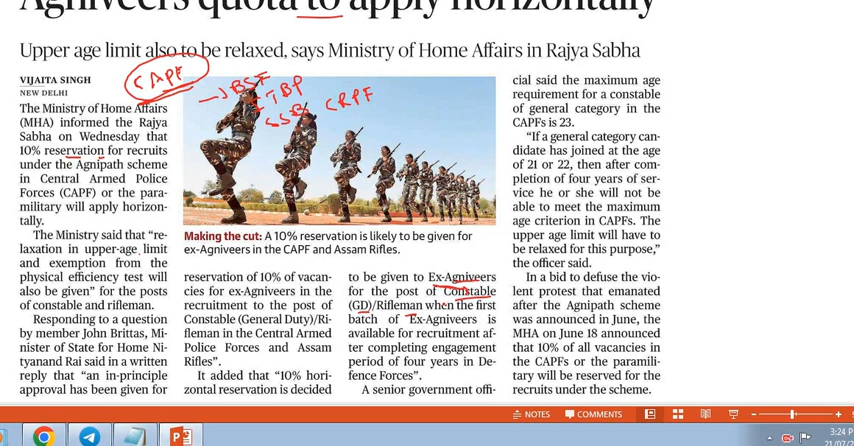 Agniveers quota to apply horizontally
Upper age limit also to be relaxed, says Ministry of Home Affairs in Rajya Sabha
VIJAITA SINGH
NEW DELHI
The Ministry of Home Affairs
(MHA) informed the Rajya
Sabha on Wednesday that
10% reservation for recruits
under the Agnipath scheme
in Central Armed Police
Forces (CAPF) or the para-
military will apply horizon-
tally.
The Ministry said that “re-
laxation in upper-age limit
and exemption from the
physical efficiency test will
also be given” for the posts
of constable and rifleman.
Responding to a question
by member John Brittas, Mi-
nister of State for Home Ni-
tyanand Rai said in a written
reply that “an in-principle
approval has been given for
CAPF
BSF
ITBP
SSB
CRPF
Making the cut: A 10% reservation is likely to be given for
ex-Agniveers in the CAPF and Assam Rifles.
reservation of 10% of vacan-
cies for ex-Agniveers in the
recruitment to the post of
Constable (General Duty)/Ri-
fleman in the Central Armed
Police Forces and Assam
Rifles”.
It added that “10% hori-
zontal reservation is decided
to be given to Ex-Agniveers
for the post of Constable
(GD)/Rifleman when the first
batch of Ex-Agniveers is
available for recruitment af-
ter completing engagement
period of four years in De-
fence Forces”.
A senior government offi-
cial said the maximum age
requirement for a constable
of general category in the
CAPFs is 23.
“If a general category can-
didate has joined at the age
of 21 or 22, then after com-
pletion of four years of ser-
vice he or she will not be
able to meet the maximum
age criterion in CAPFs. The
upper age limit will have to
be relaxed for this purpose,”
the officer said.
In a bid to defuse the vio-
lent protest that emanated
after the Agnipath scheme
was announced in June, the
MHA on June 18 announced
that 10% of all vacancies in
the CAPFs or the paramili-
tary will be reserved for the
recruits under the scheme.
NOTES
COMMENTS
3:24 P
21/07/2